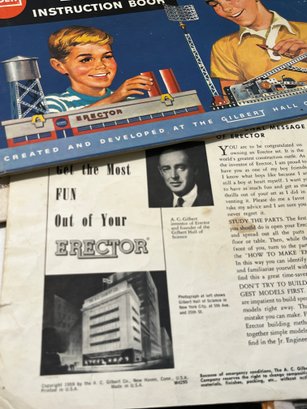 INSTRUCTION BOOK
ERECTOR
CREATED AND DEVELOPED AT THE GILBERT HALL
MESSAGE
OF ERECTOR
Get the Most
FUN
Out of Your
ERECTOR
A. C. Gilbert
inventor of Erector
and founder of the
Gilbert Hall of
Science
Photograph at left shows
Gilbert Hall of Science in
New York City, at 5th Ave.
and 25th St.
Copyright 1959 by the A. C. Gilbert Co., New Haven, Conn., U.S.A.
Printed in U.S.A.
YOU are to be congratulated on
owning an Erector set. It is the
world's greatest construction outfit. As
the inventor of Erector, I am proud to
have you as one of my boy friends.
I know what boys like because I
still a boy at heart myself. I want
to have as much fun and get as
thrills out of your set as I did in
venting it. Please do me a favor
take my advice and I am sure you
never regret it.
STUDY THE PARTS. The first
you should do is open your Erector
and spread out all the parts
floor or table. Then, while the
front of you, turn to the part
the "HOW TO MAKE
In this way you can identify
and familiarize yourself
find this a great time-saver
DON'T TRY TO BUILD
GEST MODELS FIRST.
are impatient to build
models right away. The
mistake you can make.
Erector building method
together simple models
find in the Jr. Engineer
Because of emergency conditions, The A. C. Gilbert
Company reserves the right to change
materials, finishes, packing, etc., without